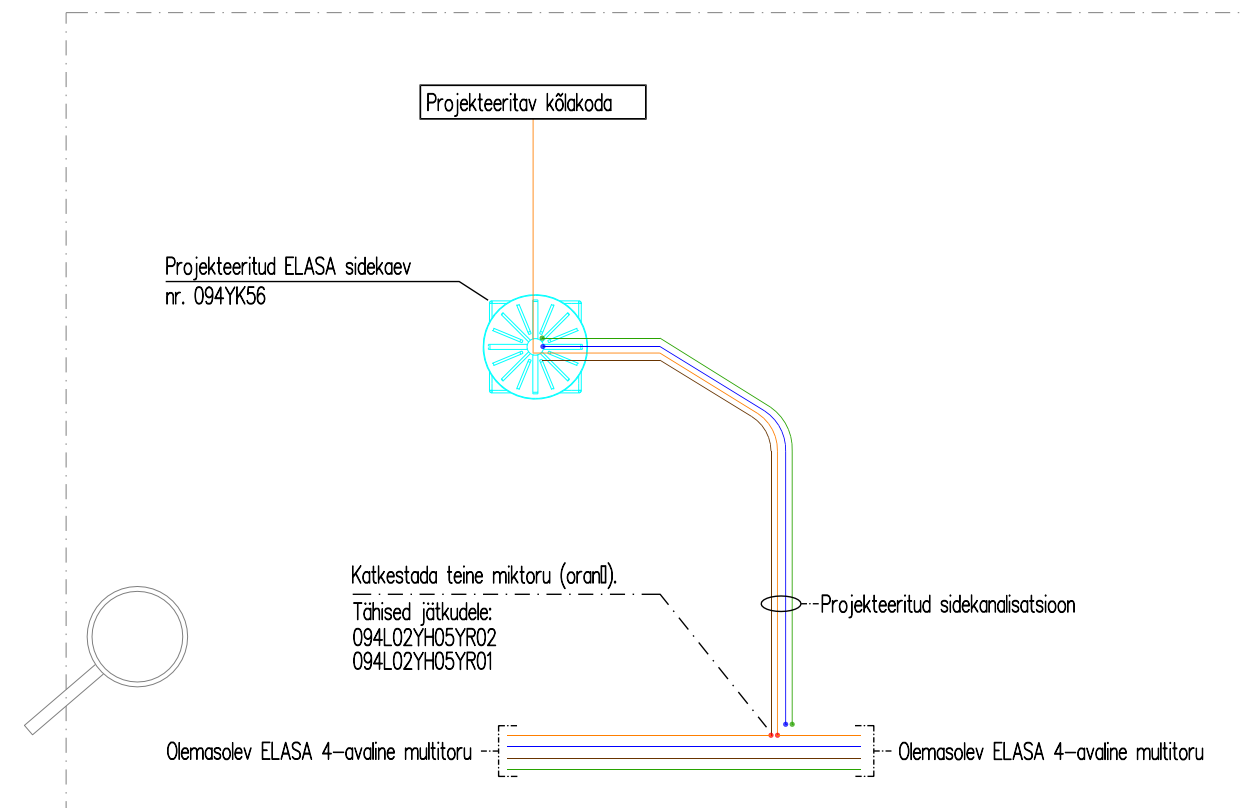 Projekteeritav kõlakoda
Projekteeritud ELASA sidekaev
nr. 094YK56
Katkestada teine miktoru (oran▯).
Tähised jätkudele:
094L02YH05YR02
094L02YH05YR01
Projekteeritud sidekanalisatsioon
Olemasolev ELASA 4-avaline multitoru
Olemasolev ELASA 4-avaline multitoru